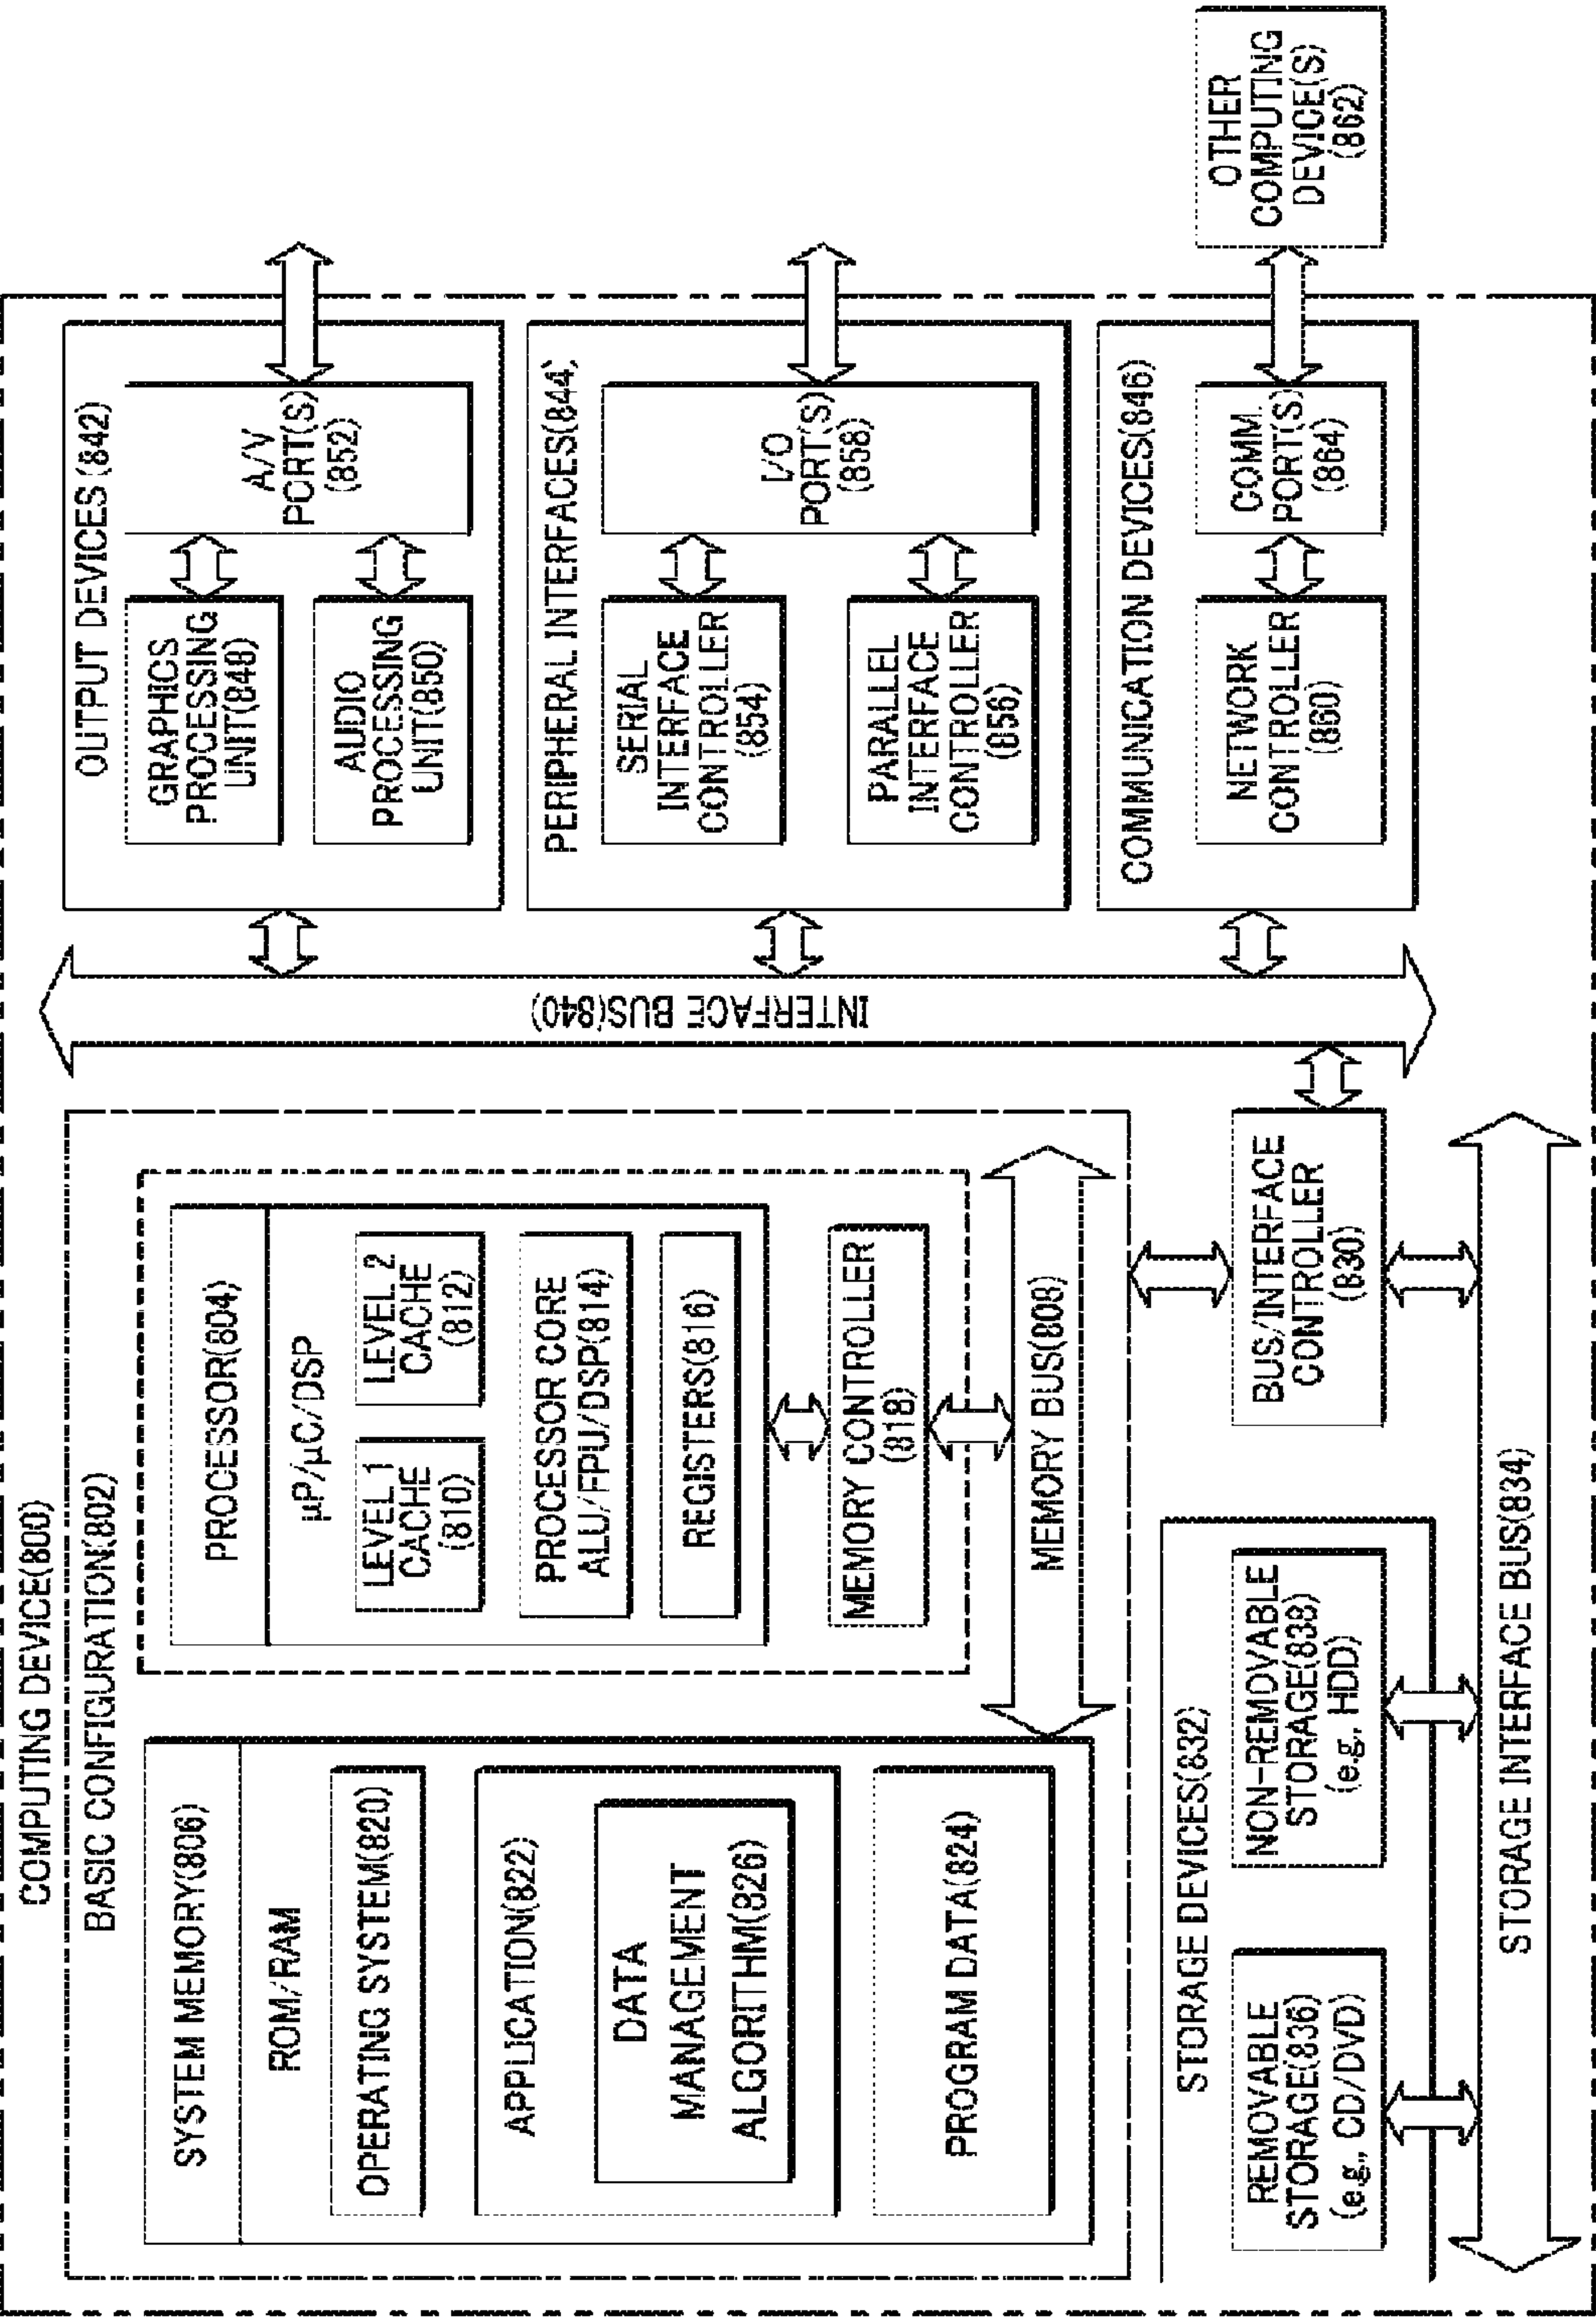 COMPUTING DEVICE(800)
BASIC CONFIGURATION(802)
SYSTEM MEMORY(806)
ROM/RAM
OPERATING SYSTEM(820)
APPLICATION(822)
DATA
MANAGEMENT
ALGORITHM(826)
PROGRAM DATA(824)
PROCESSOR(804)
µP/µC/DSP
LEVEL 1
CACHE
(810)
LEVEL 2
CACHE
(812)
PROCESSOR CORE
ALU/FPU/DSP(814)
REGISTERS(816)
MEMORY CONTROLLER
(818)
MEMORY BUS(808)
BUS/INTERFACE
CONTROLLER
(830)
STORAGE DEVICES(832)
REMOVABLE
STORAGE(836)
(e.g., CD/DVD)
NON-REMOVABLE
STORAGE(838)
(e.g., HDD)
STORAGE INTERFACE BUS(834)
INTERFACE BUS(840)
OUTPUT DEVICES(842)
GRAPHICS
PROCESSING
UNIT(848)
AUDIO
PROCESSING
UNIT(850)
A/V
PORT(S)
(852)
PERIPHERAL INTERFACES(844)
SERIAL
INTERFACE
CONTROLLER
(854)
PARALLEL
INTERFACE
CONTROLLER
(856)
I/O
PORT(S)
(858)
COMMUNICATION DEVICES(846)
NETWORK
CONTROLLER
(860)
COMM.
PORT(S)
(864)
OTHER
COMPUTING
DEVICE(S)
(862)